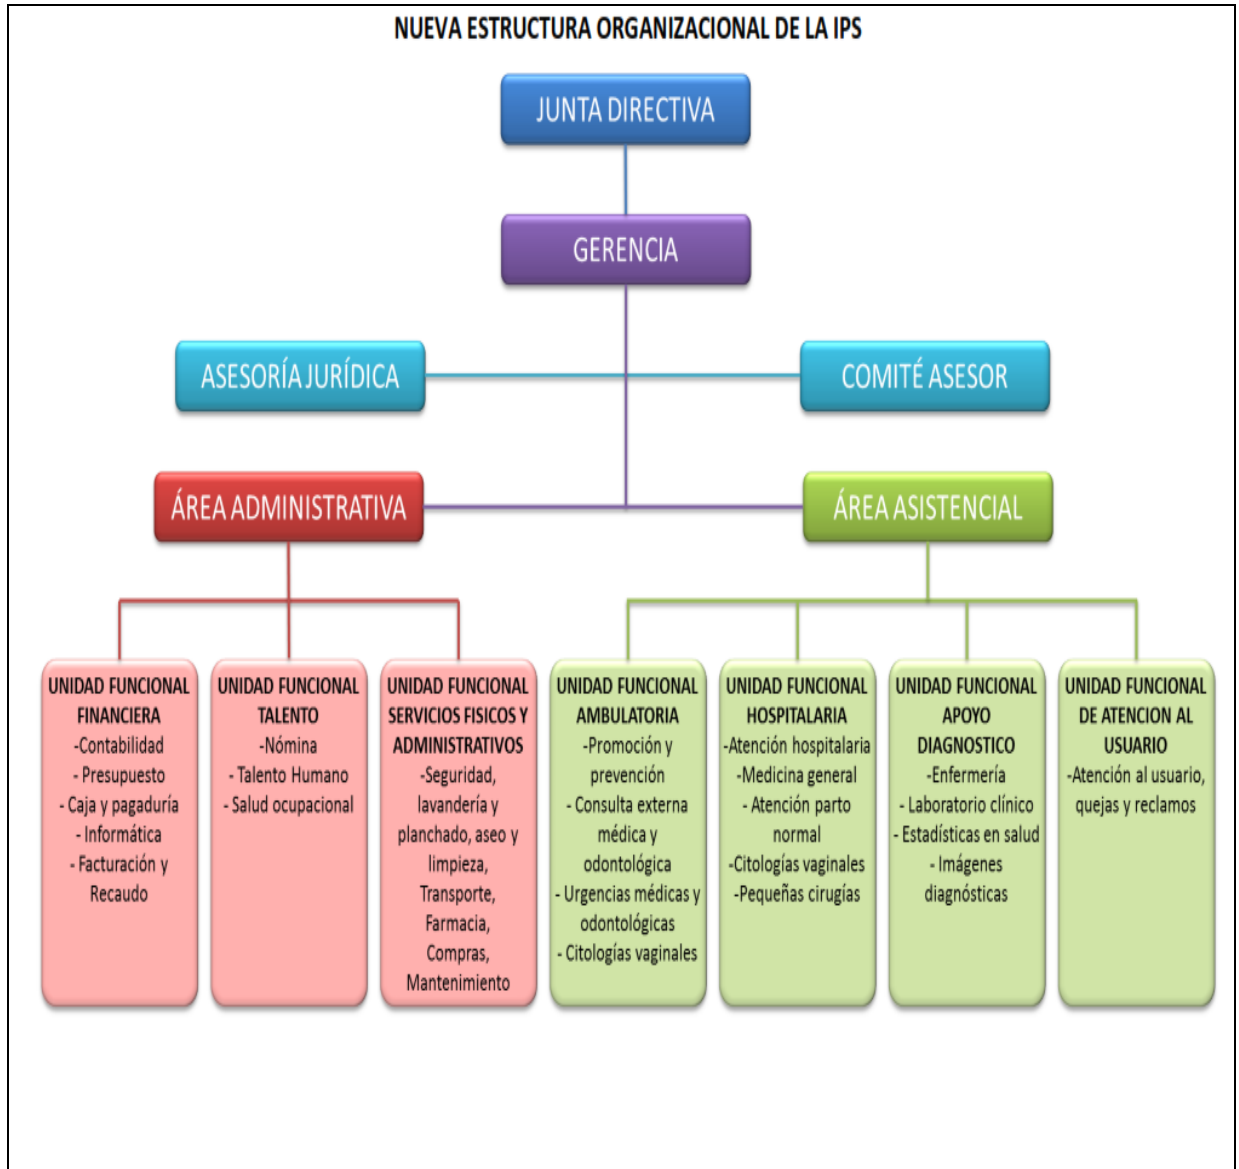 NUEVA ESTRUCTURA ORGANIZACIONAL DE LA IPS
JUNTA DIRECTIVA
GERENCIA
ASESORÍA JURÍDICA
COMITÉ ASESOR
ÁREA ADMINISTRATIVA
ÁREA ASISTENCIAL
UNIDAD FUNCIONAL
FINANCIERA
-Contabilidad
- Presupuesto
- Caja y pagaduría
- Informática
- Facturación y
Recaudo
UNIDAD FUNCIONAL
TALENTO
-Nómina
- Talento Humano
- Salud ocupacional
UNIDAD FUNCIONAL
SERVICIOS FISICOS Y
ADMINISTRATIVOS
-Seguridad,
lavandería y
planchado, aseo y
limpieza,
Transporte,
Farmacia,
Compras,
Mantenimiento
UNIDAD FUNCIONAL
AMBULATORIA
-Promoción y
prevención
- Consulta externa
médica y
odontológica
- Urgencias médicas y
odontológicas
- Citologías vaginales
UNIDAD FUNCIONAL
HOSPITALARIA
-Atención hospitalaria
-Medicina general
- Atención parto
normal
-Citologías vaginales
-Pequeñas cirugías
UNIDAD FUNCIONAL
APOYO
DIAGNOSTICO
-Enfermería
- Laboratorio clínico
- Estadísticas en salud
- Imágenes
diagnósticas
UNIDAD FUNCIONAL
DE ATENCION AL
USUARIO
-Atención al usuario,
quejas y reclamos